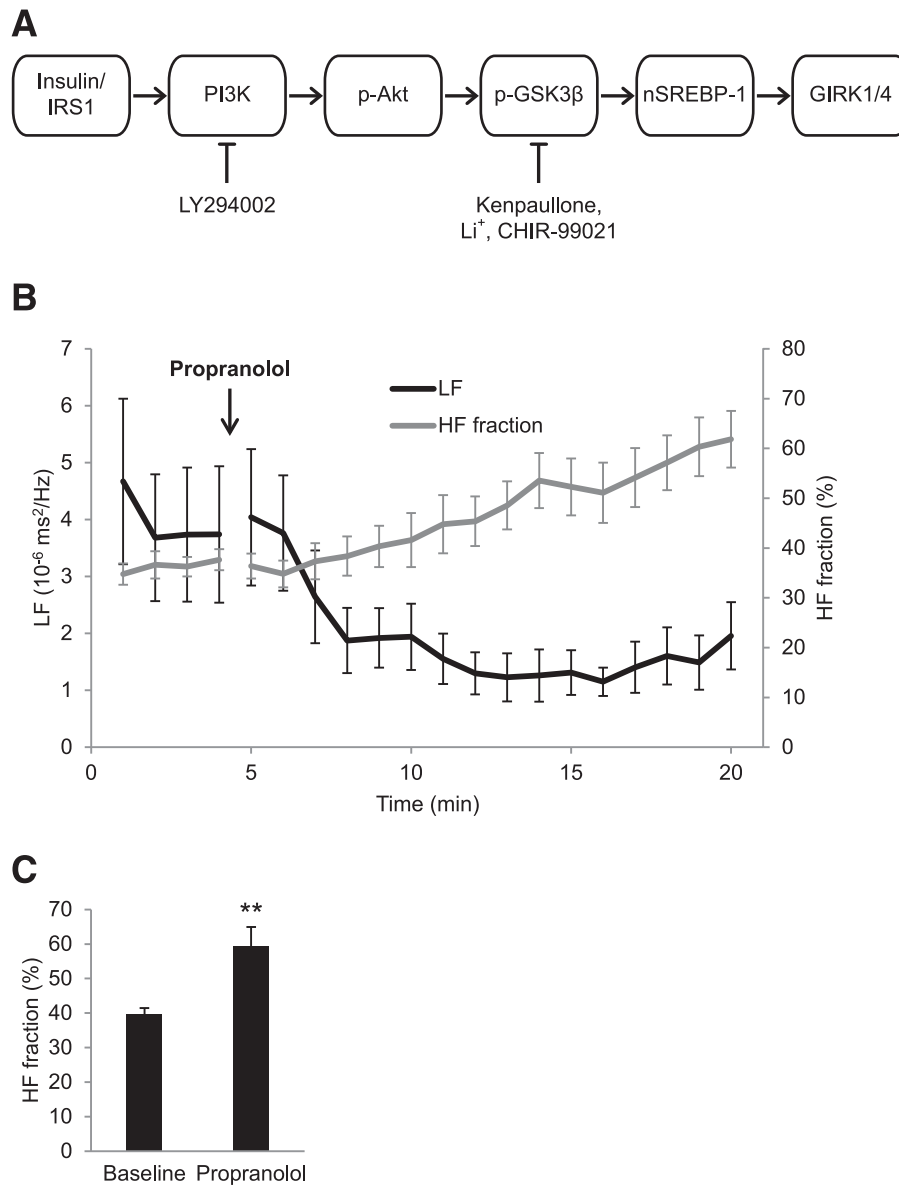 A
Insulin/
IRS1
PI3K
p-Akt
p-GSK3β
nSREBP-1
GIRK1/4
LY294002
Kenpaullone,
Li⁺, CHIR-99021
B
7
6
5
4
3
2
1
0
LF (10⁻⁶ ms²/Hz)
Propranolol
LF
HF fraction
80
70
60
50
40
30
20
10
0
HF fraction (%)
0
5
10
15
20
Time (min)
C
70
60
50
40
30
20
10
0
HF fraction (%)
**
Baseline
Propranolol